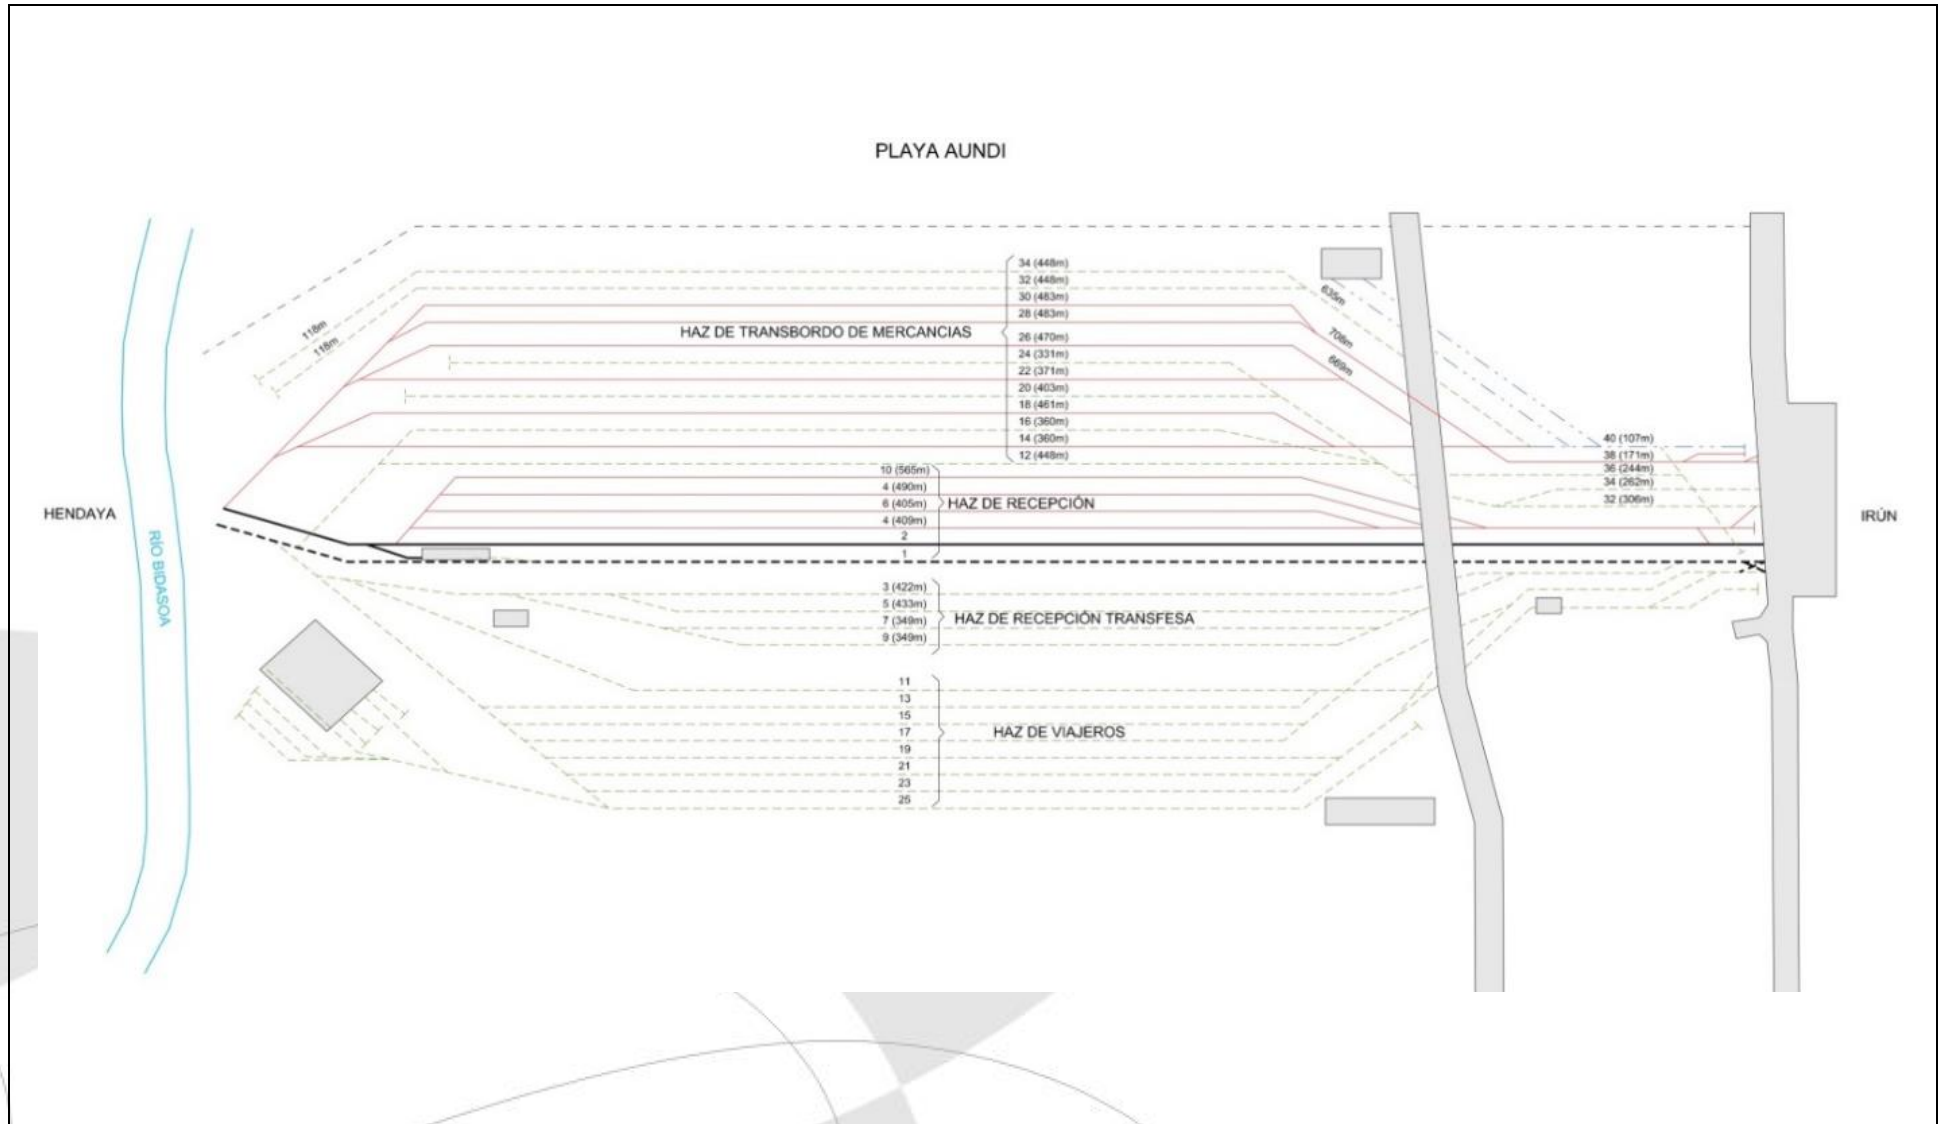 PLAYA AUNDI
118m
118m
HAZ DE TRANSBORDO DE MERCANCIAS
34 (448m)
32 (448m)
30 (483m)
28 (483m)
26 (470m)
24 (331m)
22 (371m)
20 (403m)
18 (461m)
16 (360m)
14 (360m)
12 (448m)
635m
708m
669m
40 (107m)
38 (171m)
36 (244m)
34 (262m)
32 (306m)
10 (565m)
4 (490m)
6 (405m)
4 (409m)
2
1
HAZ DE RECEPCIÓN
HENDAYA
RÍO BIDASOA
IRÚN
3 (422m)
5 (433m)
7 (349m)
9 (349m)
HAZ DE RECEPCIÓN TRANSFESA
11
13
15
17
19
21
23
25
HAZ DE VIAJEROS